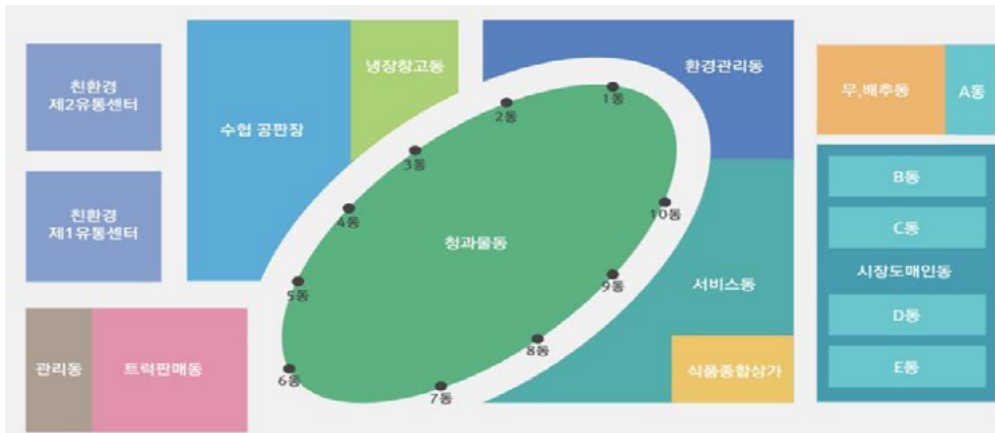 친환경
제2유통센터
수협 공판장
냉장창고동
환경관리동
무,배추동
A동
친환경
제1유통센터
1동
2동
3동
4동
5동
6동
7동
8동
9동
10동
청과물동
서비스동
식품종합상가
B동
C동
시장도매인동
D동
E동
관리동
트럭판매동